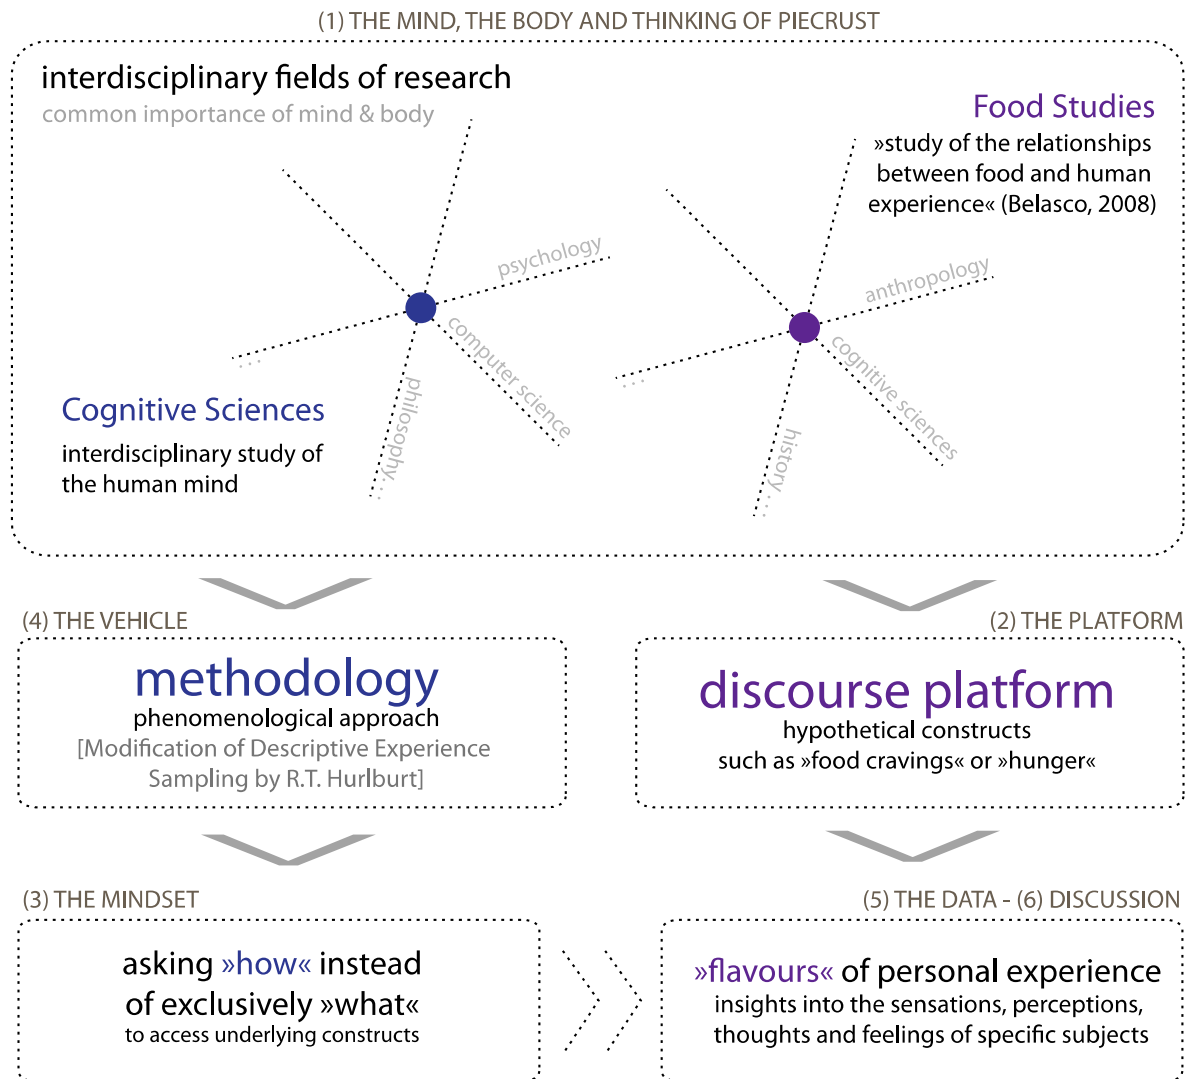 (1) THE MIND, THE BODY AND THINKING OF PIECRUST
interdisciplinary fields of research
common importance of mind & body
Food Studies
»study of the relationships
between food and human
experience« (Belasco, 2008)
psychology
computer science
philosophy
...
...
anthropology
cognitive sciences
history
...
...
Cognitive Sciences
interdisciplinary study of
the human mind
(4) THE VEHICLE
methodology
phenomenological approach
[Modification of Descriptive Experience
Sampling by R.T. Hurlburt]
(2) THE PLATFORM
discourse platform
hypothetical constructs
such as »food cravings« or »hunger«
(3) THE MINDSET
asking »how« instead
of exclusively »what«
to access underlying constructs
(5) THE DATA - (6) DISCUSSION
»flavours« of personal experience
insights into the sensations, perceptions,
thoughts and feelings of specific subjects